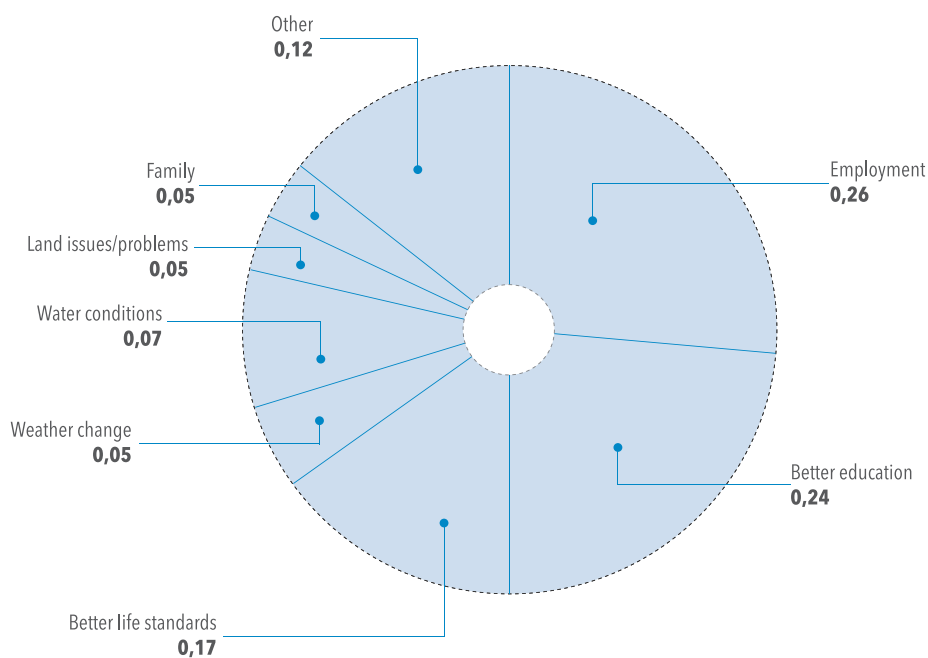 Other
0,12
Family
0,05
Employment
0,26
Land issues/problems
0,05
Water conditions
0,07
Weather change
0,05
Better education
0,24
Better life standards
0,17